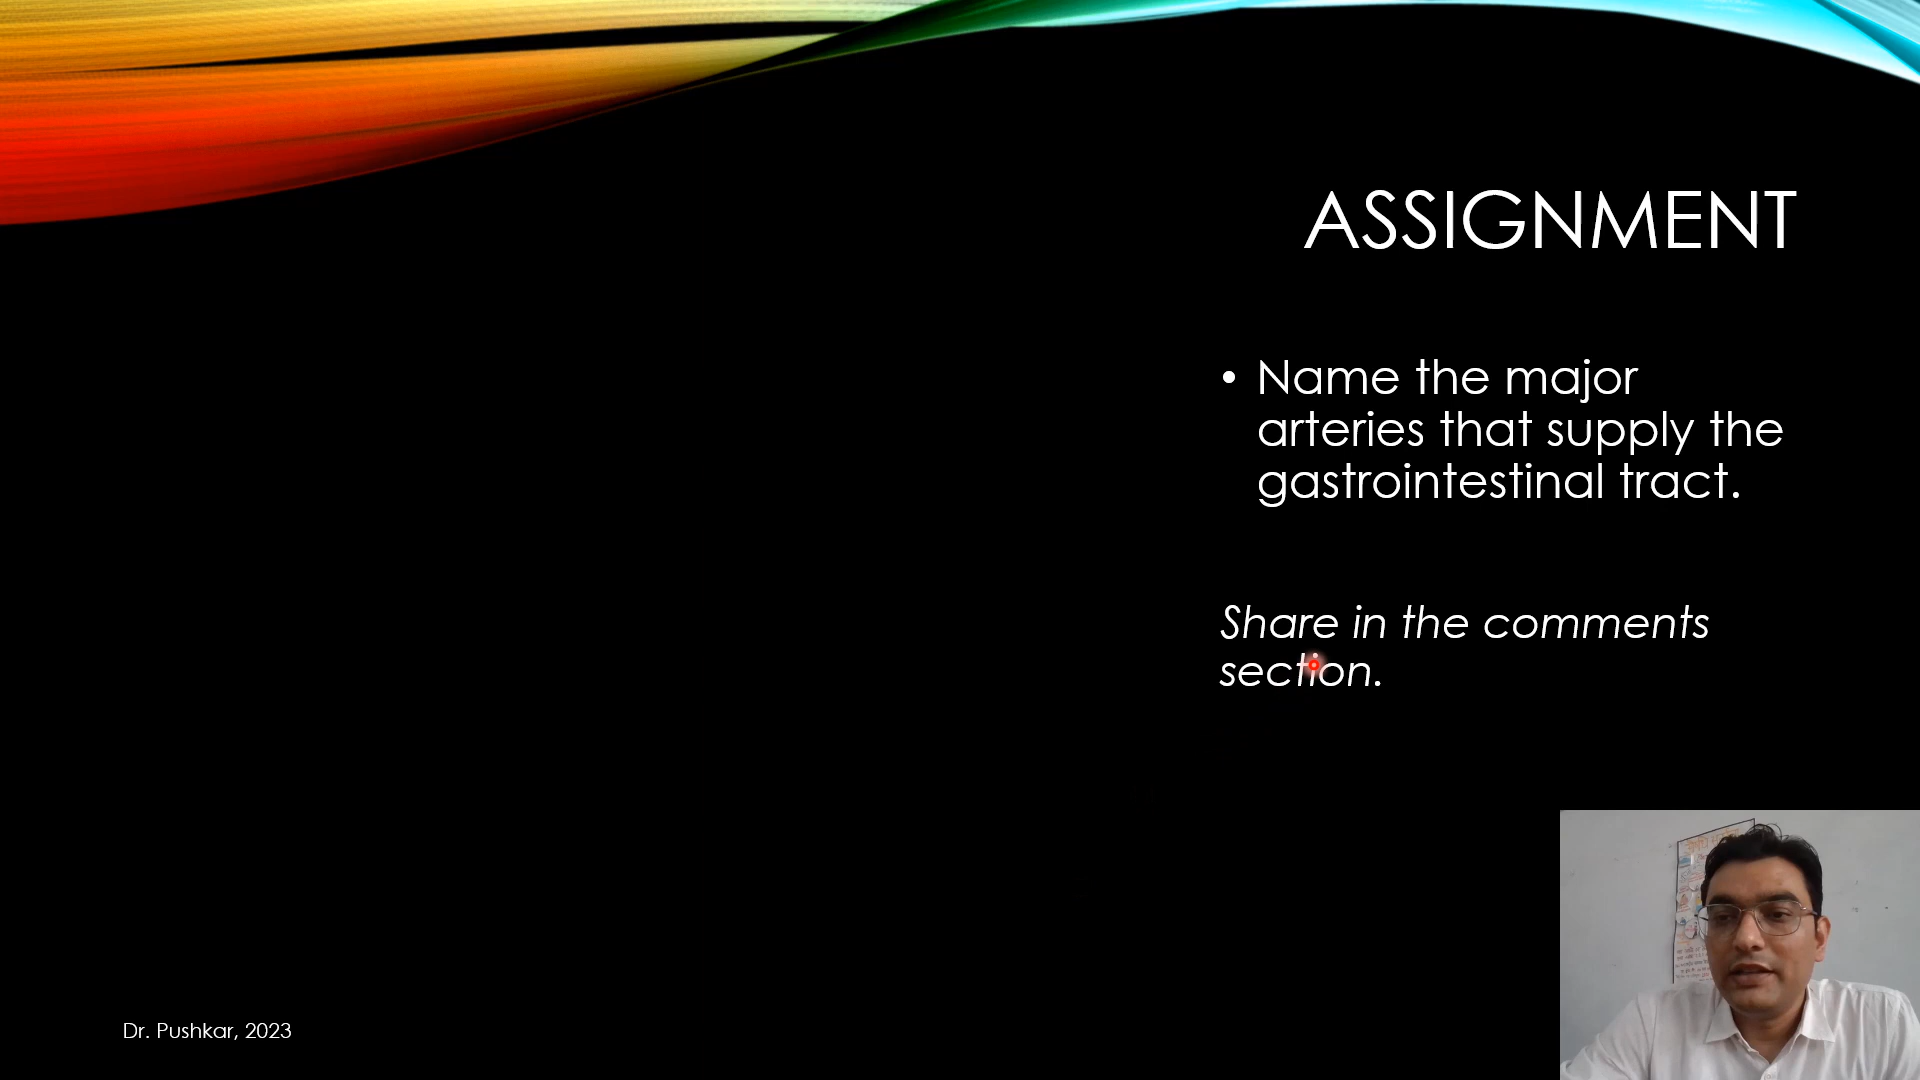 ASSIGNMENT
• Name the major
arteries that supply the
gastrointestinal tract.
Share in the comments
section.
Dr. Pushkar, 2023